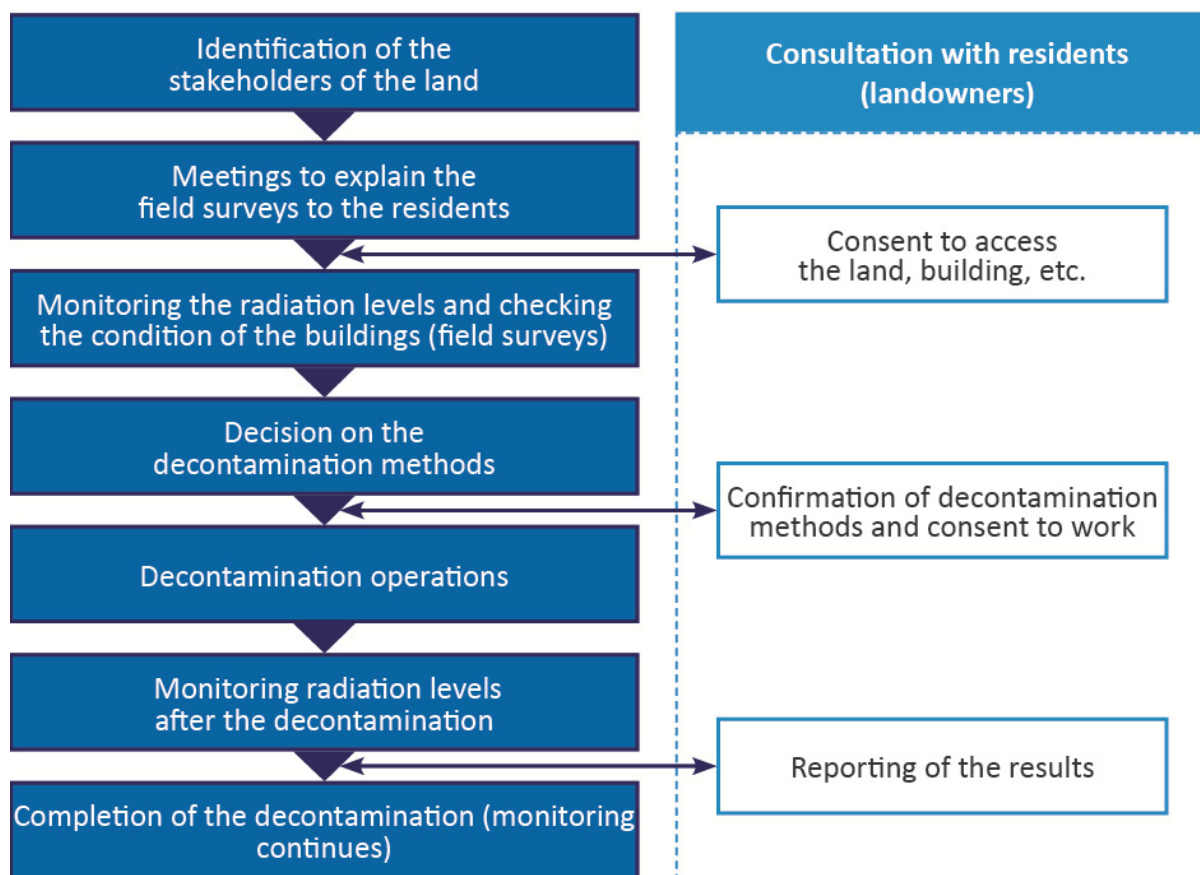 Identification of the
stakeholders of the land
Meetings to explain the
field surveys to the residents
Monitoring the radiation levels and checking
the condition of the buildings (field surveys)
Decision on the
decontamination methods
Decontamination operations
Monitoring radiation levels
after the decontamination
Completion of the decontamination (monitoring
continues)
Consultation with residents
(landowners)
Consent to access
the land, building, etc.
Confirmation of decontamination
methods and consent to work
Reporting of the results